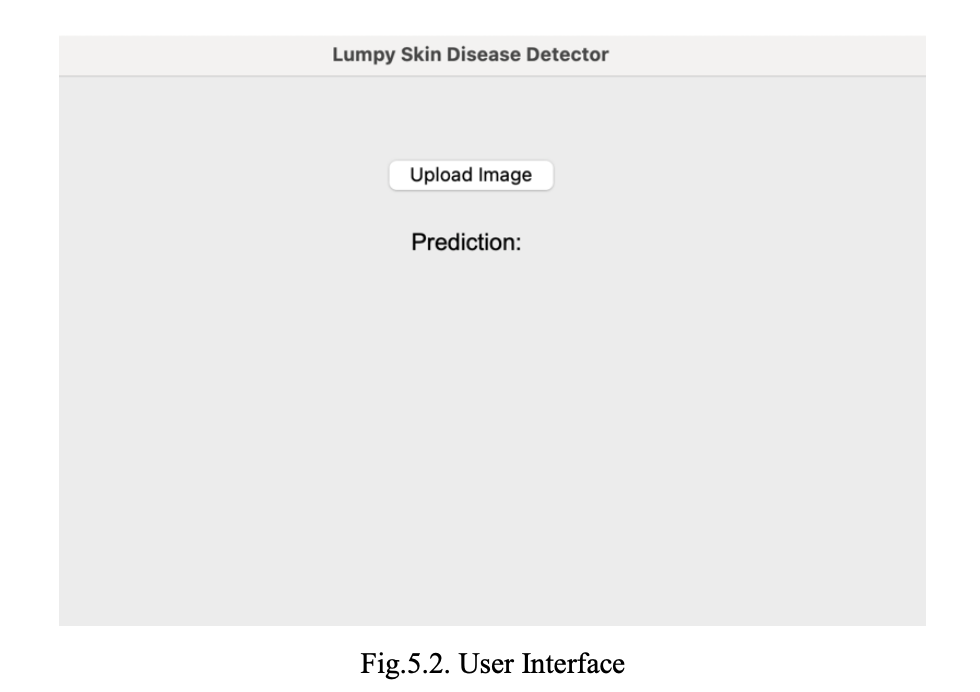 Lumpy Skin Disease Detector
Upload Image
Prediction:
Fig.5.2. User Interface